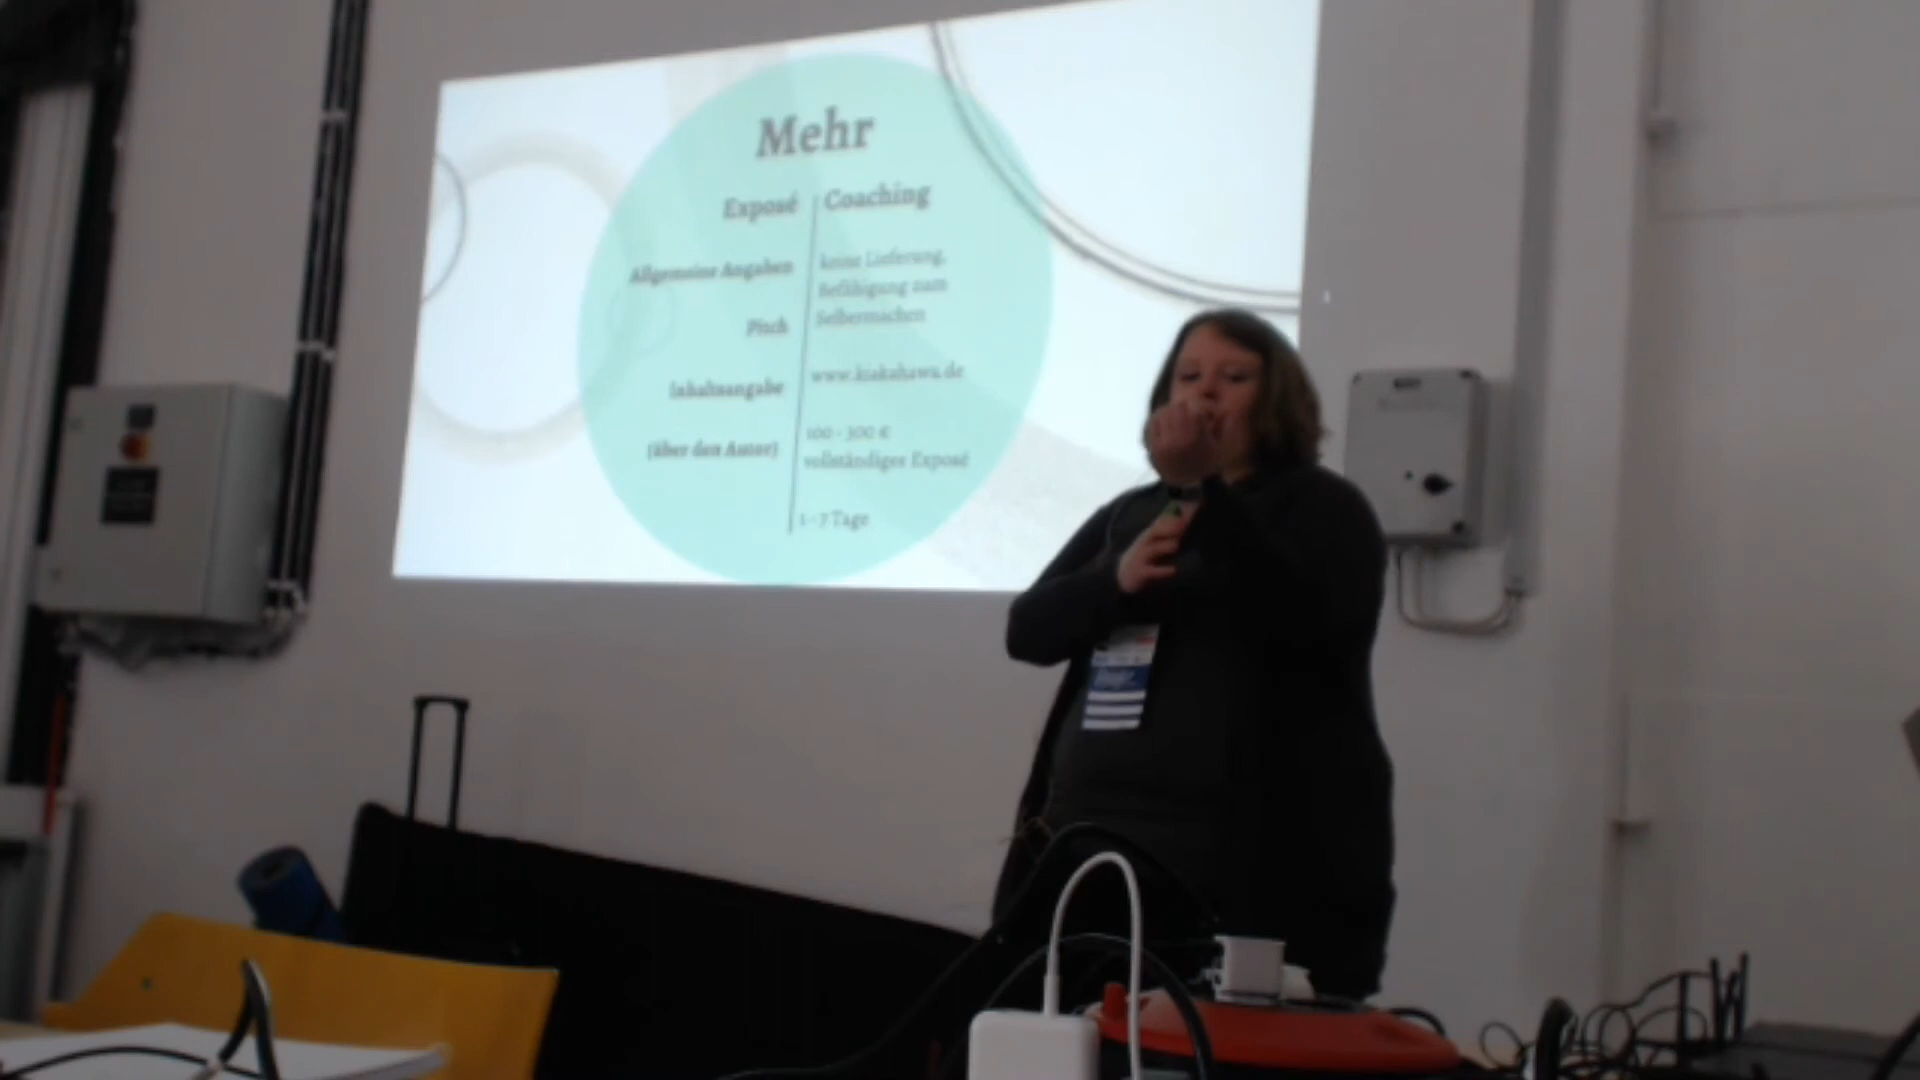 Mehr
Exposé
Allgemeine Angaben
Pitch
Inhaltsangabe
(über den Autor)
Coaching
keine Lieferung,
Befähigung zum
Selbermachen
www.kiakahawa.de
100 - 300 €
vollständiges Exposé
1 - 7 Tage